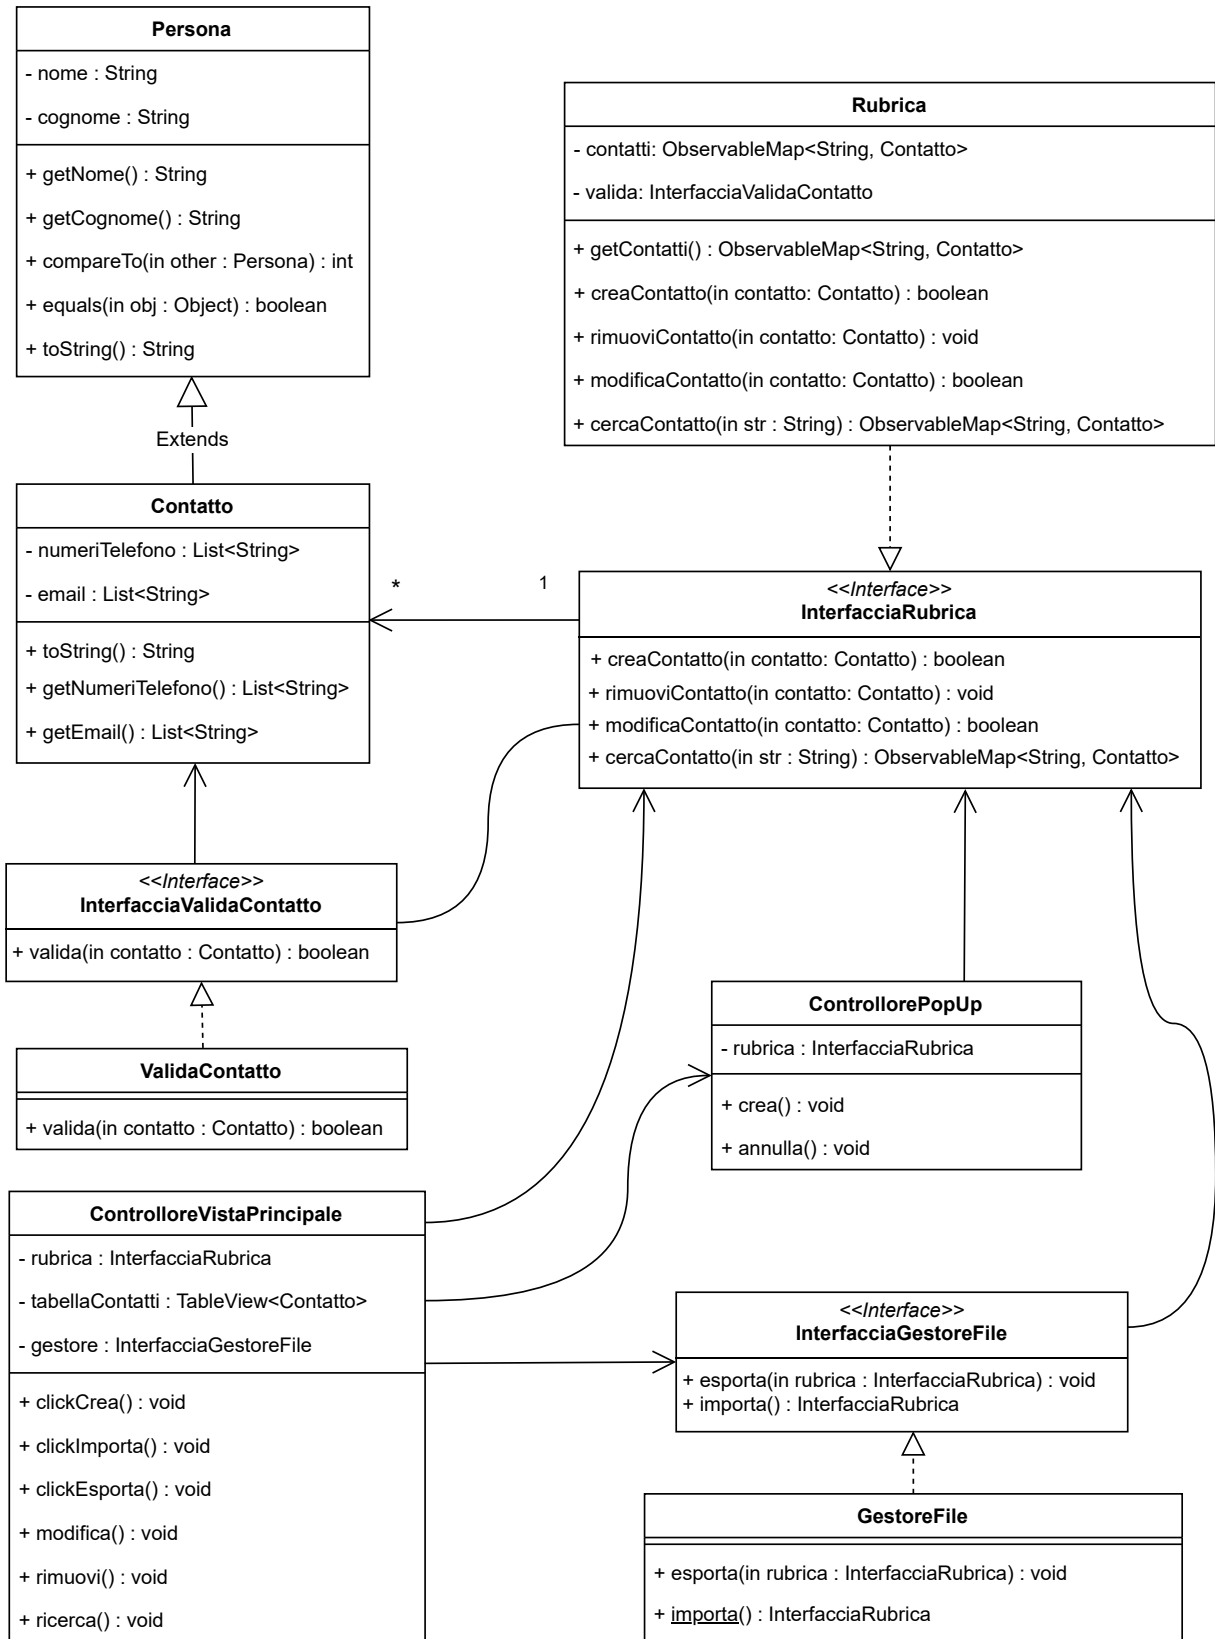 Persona
- nome : String
- cognome : String
+ getNome() : String
+ getCognome() : String
+ compareTo(in other : Persona) : int
+ equals(in obj : Object) : boolean
+ toString() : String
Extends
Rubrica
- contatti: ObservableMap<String, Contatto>
- valida: InterfacciaValidaContatto
+ getContatti() : ObservableMap<String, Contatto>
+ creaContatto(in contatto: Contatto) : boolean
+ rimuoviContatto(in contatto: Contatto) : void
+ modificaContatto(in contatto: Contatto) : boolean
+ cercaContatto(in str : String) : ObservableMap<String, Contatto>
Contatto
- numeriTelefono : List<String>
- email : List<String>
+ toString() : String
+ getNumeriTelefono() : List<String>
+ getEmail() : List<String>
* 1
<<Interface>>
InterfacciaRubrica
+ creaContatto(in contatto: Contatto) : boolean
+ rimuoviContatto(in contatto: Contatto) : void
+ modificaContatto(in contatto: Contatto) : boolean
+ cercaContatto(in str : String) : ObservableMap<String, Contatto>
<<Interface>>
InterfacciaValidaContatto
+ valida(in contatto : Contatto) : boolean
ValidaContatto
+ valida(in contatto : Contatto) : boolean
ControllorePopUp
- rubrica : InterfacciaRubrica
+ crea() : void
+ annulla() : void
ControlloreVistaPrincipale
- rubrica : InterfacciaRubrica
- tabellaContatti : TableView<Contatto>
- gestore : InterfacciaGestoreFile
+ clickCrea() : void
+ clickImporta() : void
+ clickEsporta() : void
+ modifica() : void
+ rimuovi() : void
+ ricerca() : void
<<Interface>>
InterfacciaGestoreFile
+ esporta(in rubrica : InterfacciaRubrica) : void
+ importa() : InterfacciaRubrica
GestoreFile
+ esporta(in rubrica : InterfacciaRubrica) : void
+ importa() : InterfacciaRubrica